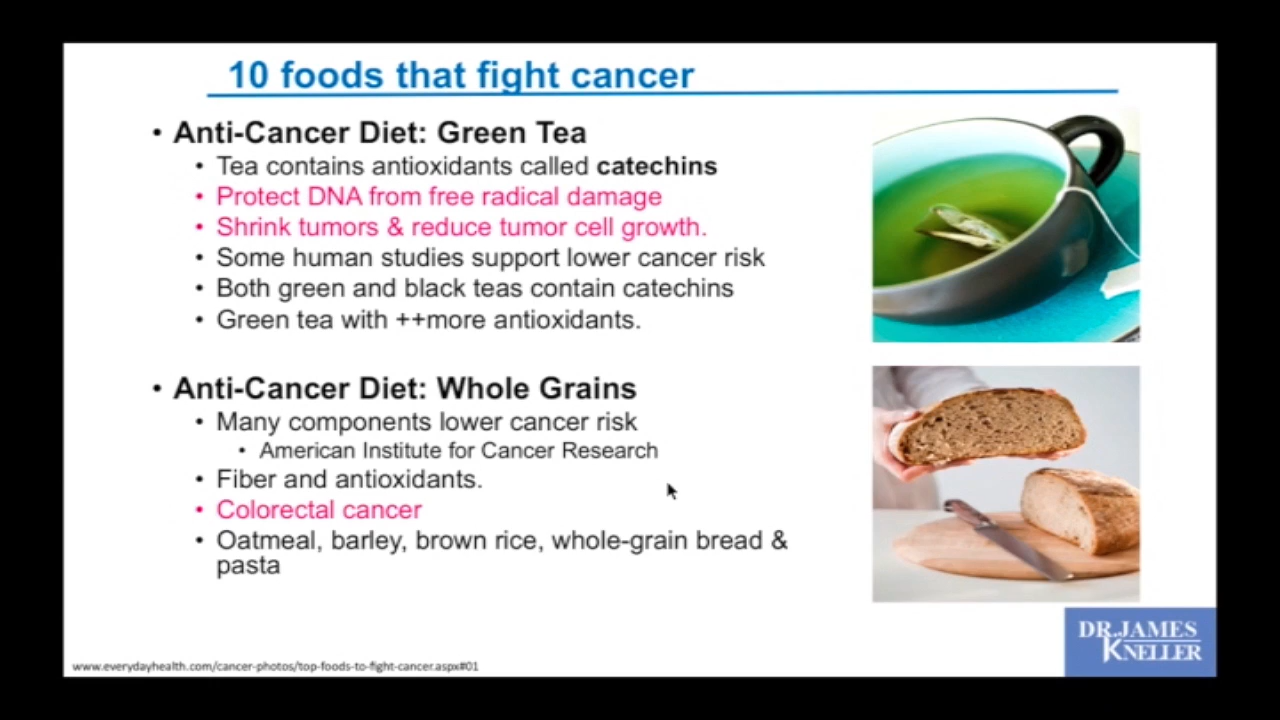 10 foods that fight cancer
• Anti-Cancer Diet: Green Tea
• Tea contains antioxidants called catechins
• Protect DNA from free radical damage
• Shrink tumors & reduce tumor cell growth.
• Some human studies support lower cancer risk
• Both green and black teas contain catechins
• Green tea with ++more antioxidants.
• Anti-Cancer Diet: Whole Grains
• Many components lower cancer risk
• American Institute for Cancer Research
• Fiber and antioxidants.
• Colorectal cancer
• Oatmeal, barley, brown rice, whole-grain bread &
pasta
www.everydayhealth.com/cancer-photos/top-foods-to-fight-cancer.aspx#01
DR. JAMES
KNELLER